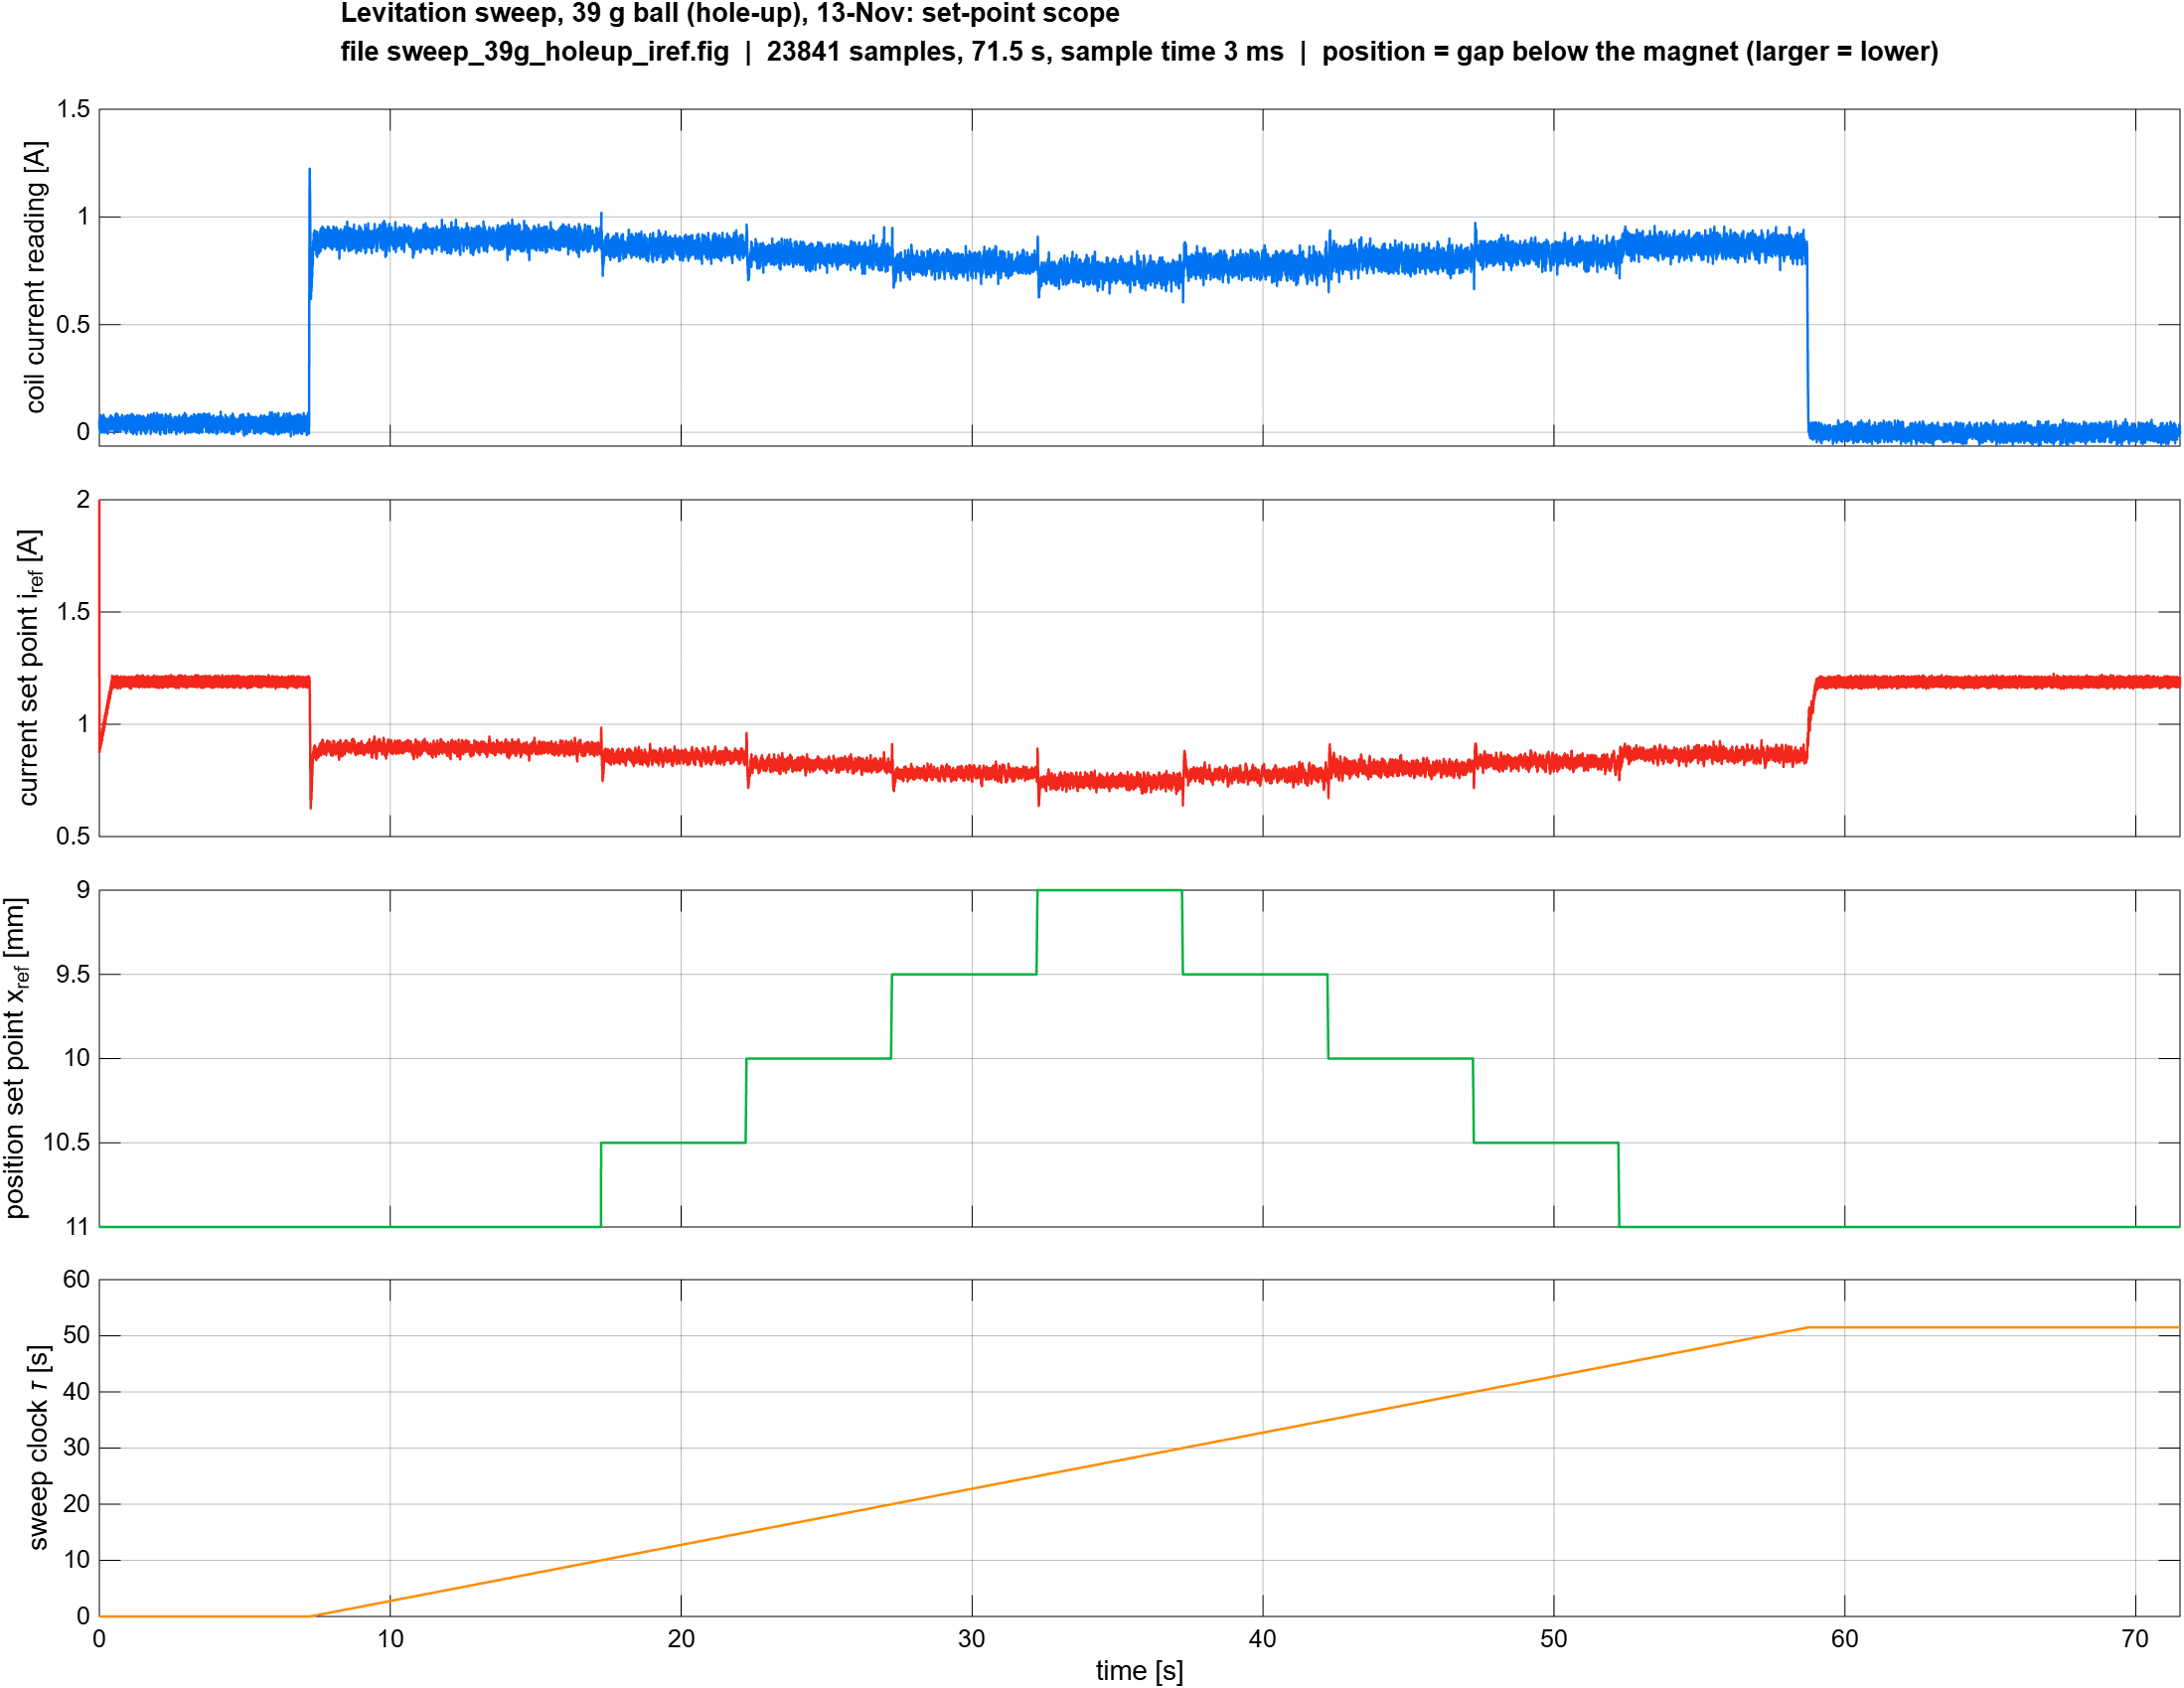 Levitation sweep, 39 g ball (hole-up), 13-Nov: set-point scope
file sweep_39g_holeup_iref.fig | 23841 samples, 71.5 s, sample time 3 ms | position = gap below the magnet (larger = lower)
coil current reading [A]
1.5
1
0.5
0
current set point i_ref [A]
2
1.5
1
0.5
position set point x_ref [mm]
9
9.5
10
10.5
11
sweep clock τ [s]
60
50
40
30
20
10
0
0 10 20 30 40 50 60 70
time [s]